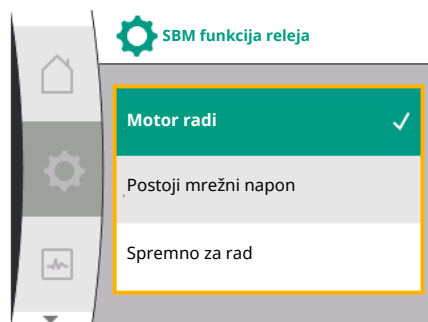 SBM funkcija releja
Motor radi
Postoji mrežni napon
Spremno za rad